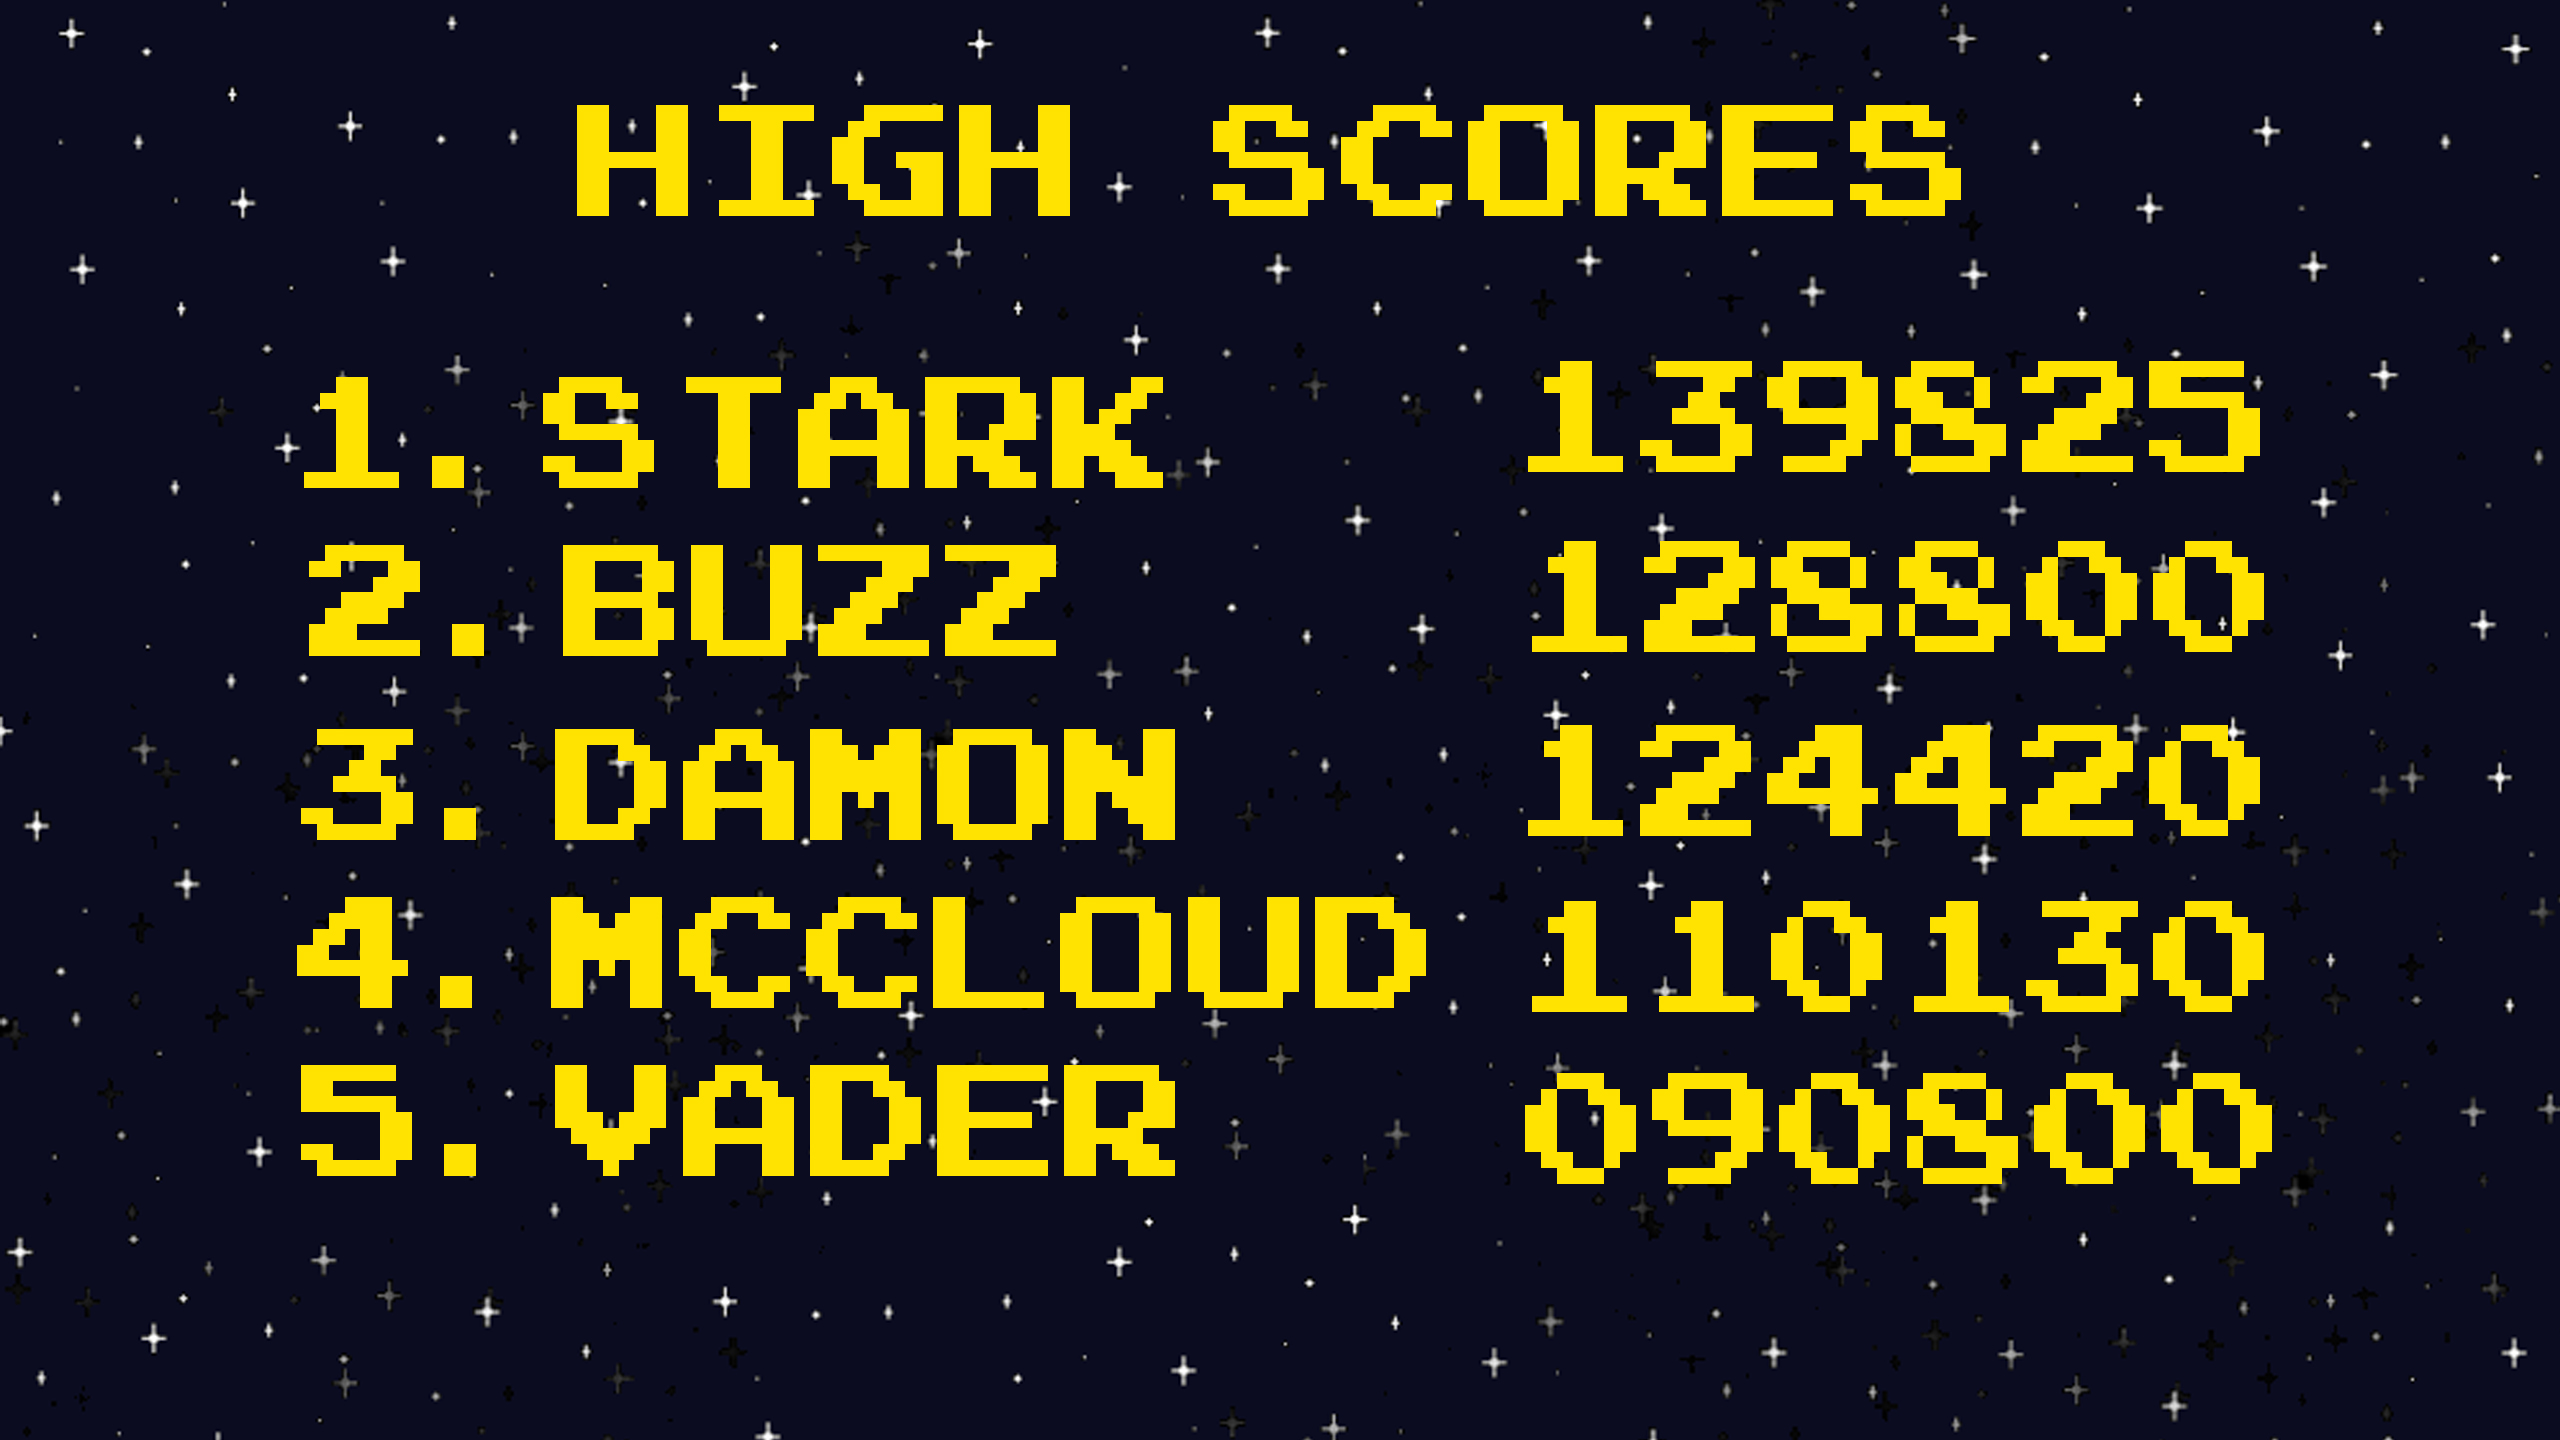 HIGH SCORES
1. STARK 139825
2. BUZZ 128800
3. DAMON 124420
4. MCCLOUD 110130
5. VADER 090800